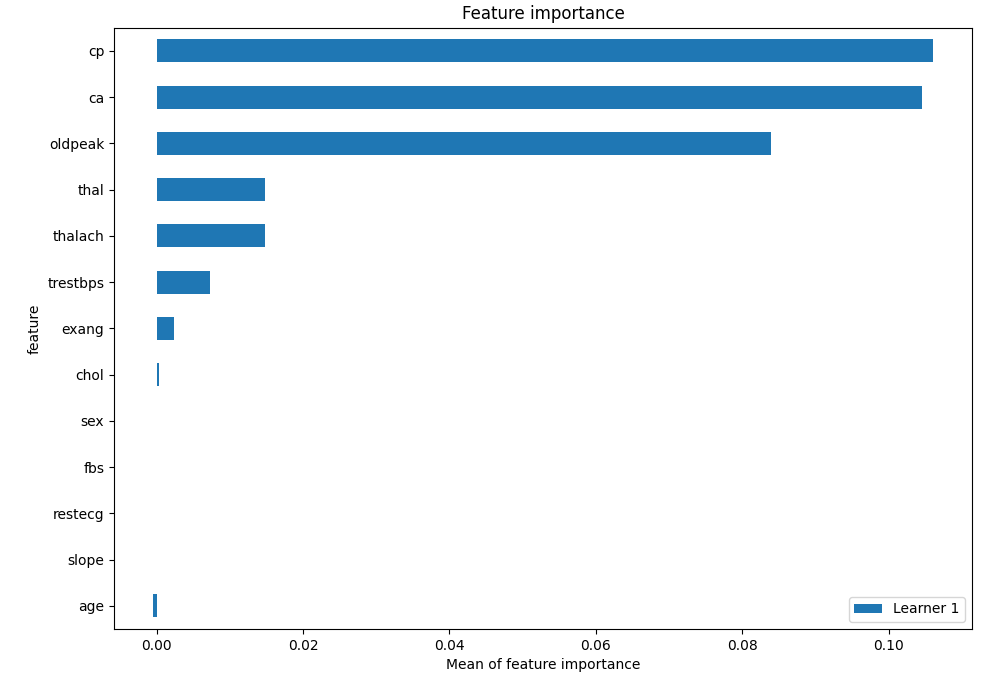 Feature importance
cp
ca
oldpeak
thal
thalach
trestbps
exang
chol
sex
fbs
restecg
slope
age
feature
Learner 1
0.00 0.02 0.04 0.06 0.08 0.10
Mean of feature importance